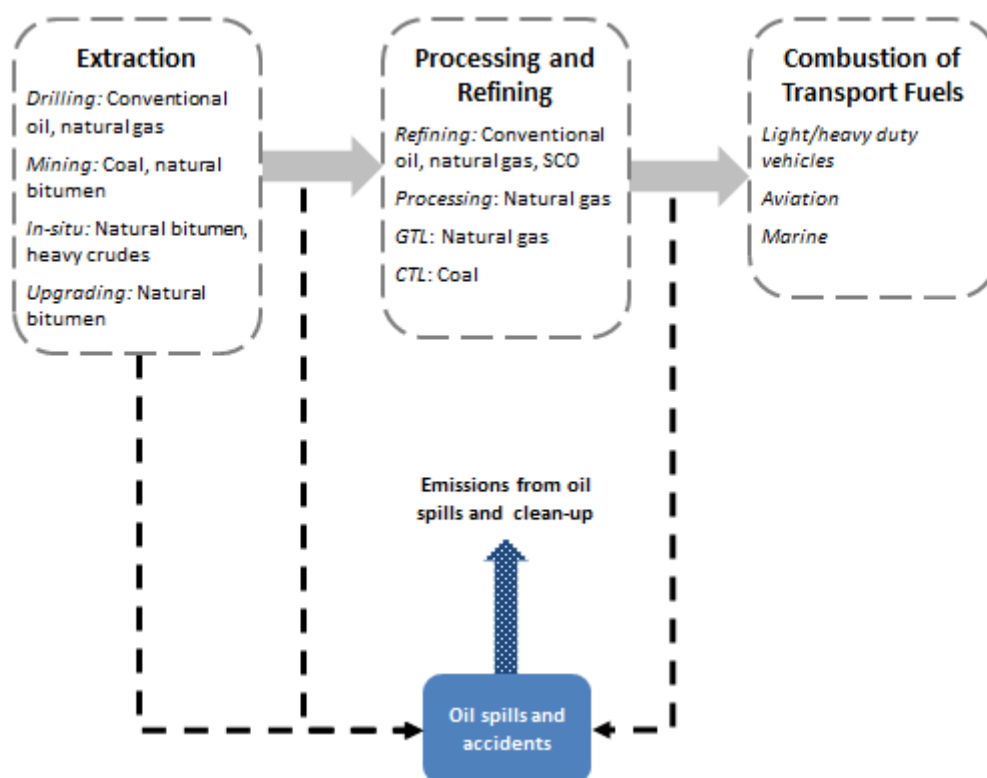 Extraction
Drilling: Conventional
oil, natural gas
Mining: Coal, natural
bitumen
In-situ: Natural bitumen,
heavy crudes
Upgrading: Natural
bitumen
Processing and
Refining
Refining: Conventional
oil, natural gas, SCO
Processing: Natural gas
GTL: Natural gas
CTL: Coal
Combustion of
Transport Fuels
Light/heavy duty
vehicles
Aviation
Marine
Emissions from oil
spills and clean-up
Oil spills and
accidents